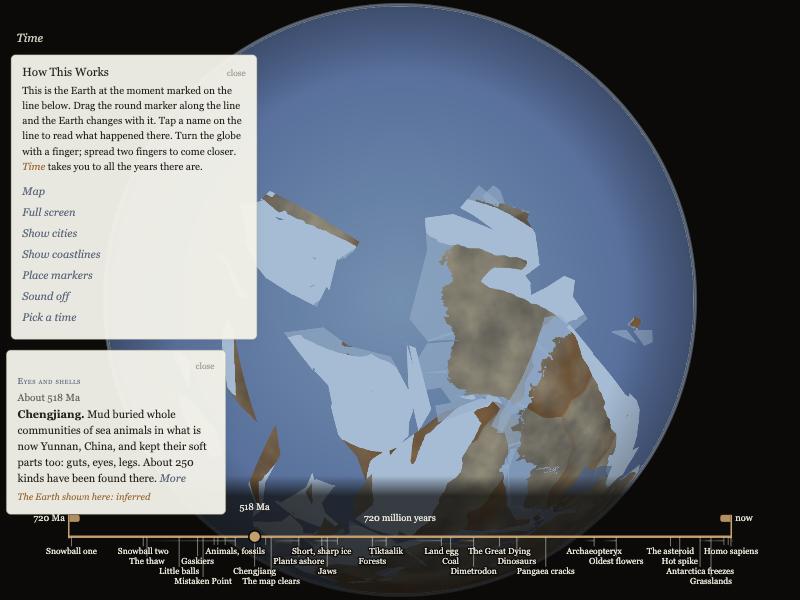 Time
How This Works
close
This is the Earth at the moment marked on the
line below. Drag the round marker along the line
and the Earth changes with it. Tap a name on the
line to read what happened there. Turn the globe
with a finger; spread two fingers to come closer.
Time takes you to all the years there are.
Map
Full screen
Show cities
Show coastlines
Place markers
Sound off
Pick a time
close
Eyes and shells
About 518 Ma
Chengjiang. Mud buried whole
communities of sea animals in what is
now Yunnan, China, and kept their soft
parts too: guts, eyes, legs. About 250
kinds have been found there. More
The Earth shown here: inferred
518 Ma
720 Ma
720 million years
now
Snowball one
Snowball two
Animals, fossils
Short, sharp ice
Tiktaalik
Land egg
The Great Dying
Archaeopteryx
The asteroid
Homo sapiens
The thaw
Gaskiers
Plants ashore
Forests
Coal
Dinosaurs
Oldest flowers
Hot spike
Little balls
Chengjiang
Jaws
Dimetrodon
Pangaea cracks
Antarctica freezes
Mistaken Point
The map clears
Grasslands